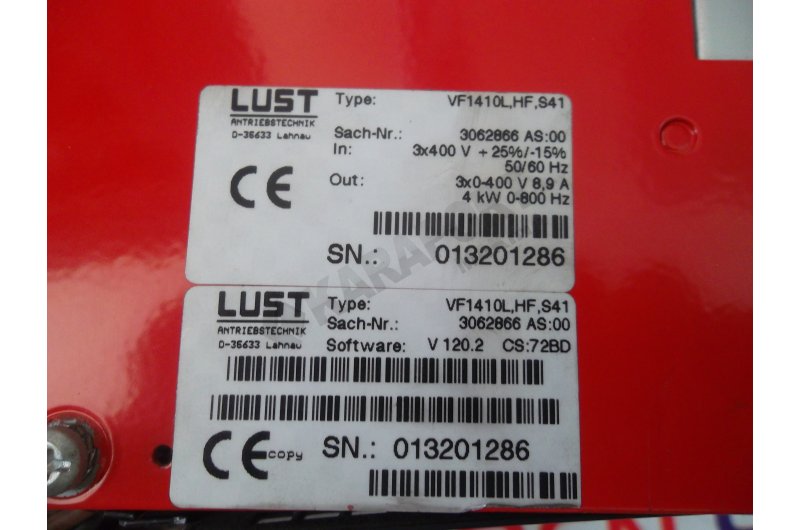 LUST
ANTRIEBSTECHNIK
D-35633 Lahnau
Type: VF1410L,HF,S41
Sach-Nr.: 3062866 AS:00
In: 3x400 V +25%/-15%
50/60 Hz
Out: 3x0-400 V 8,9 A
4 kW 0-800 Hz
CE
SN.: 013201286
LUST
ANTRIEBSTECHNIK
D-35633 Lahnau
Type: VF1410L,HF,S41
Sach-Nr.: 3062866 AS:00
Software: V 120.2 CS:72BD
CE copy
SN.: 013201286